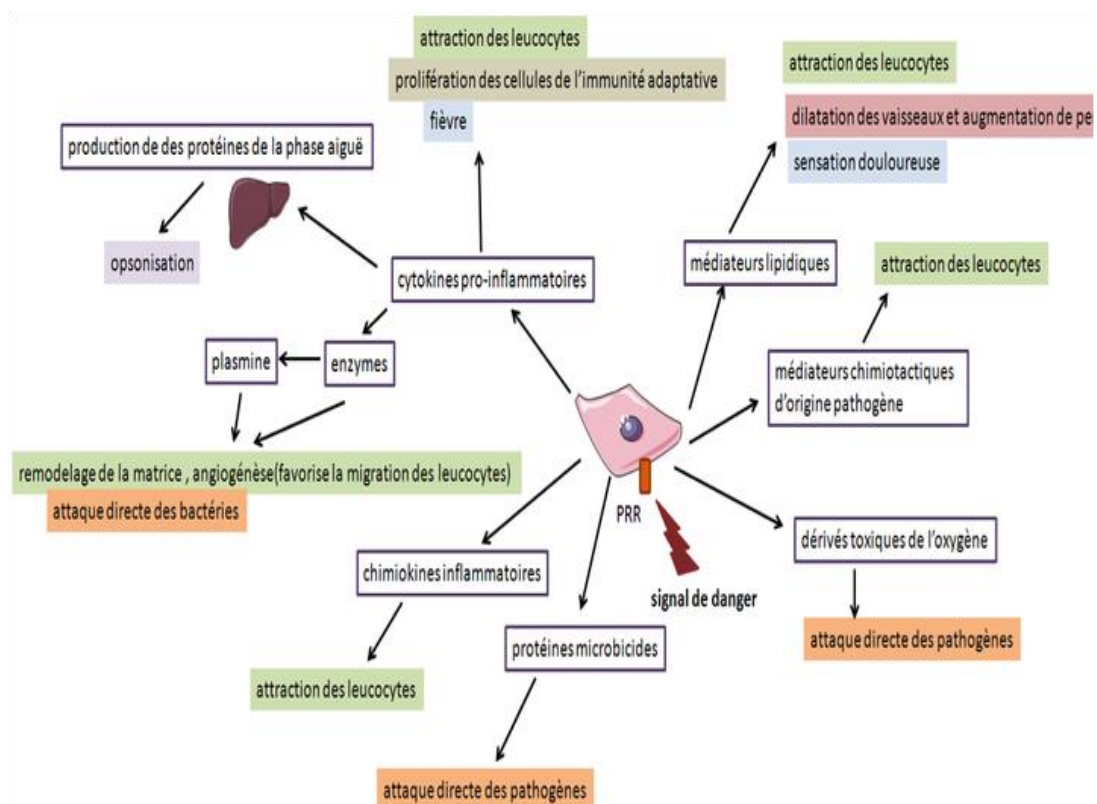 attraction des leucocytes
prolifération des cellules de l'immunité adaptative
fièvre
attraction des leucocytes
dilatation des vaisseaux et augmentation de pe
sensation douloureuse
production de des protéines de la phase aiguë
opsonisation
cytokines pro-inflammatoires
médiateurs lipidiques
attraction des leucocytes
plasmine
enzymes
médiateurs chimiotactiques
d'origine pathogène
remodelage de la matrice , angiogénèse(favorise la migration des leucocytes)
attaque directe des bactéries
PRR
signal de danger
dérivés toxiques de l'oxygène
attaque directe des pathogènes
chimiokines inflammatoires
attraction des leucocytes
protéines microbicides
attaque directe des pathogènes